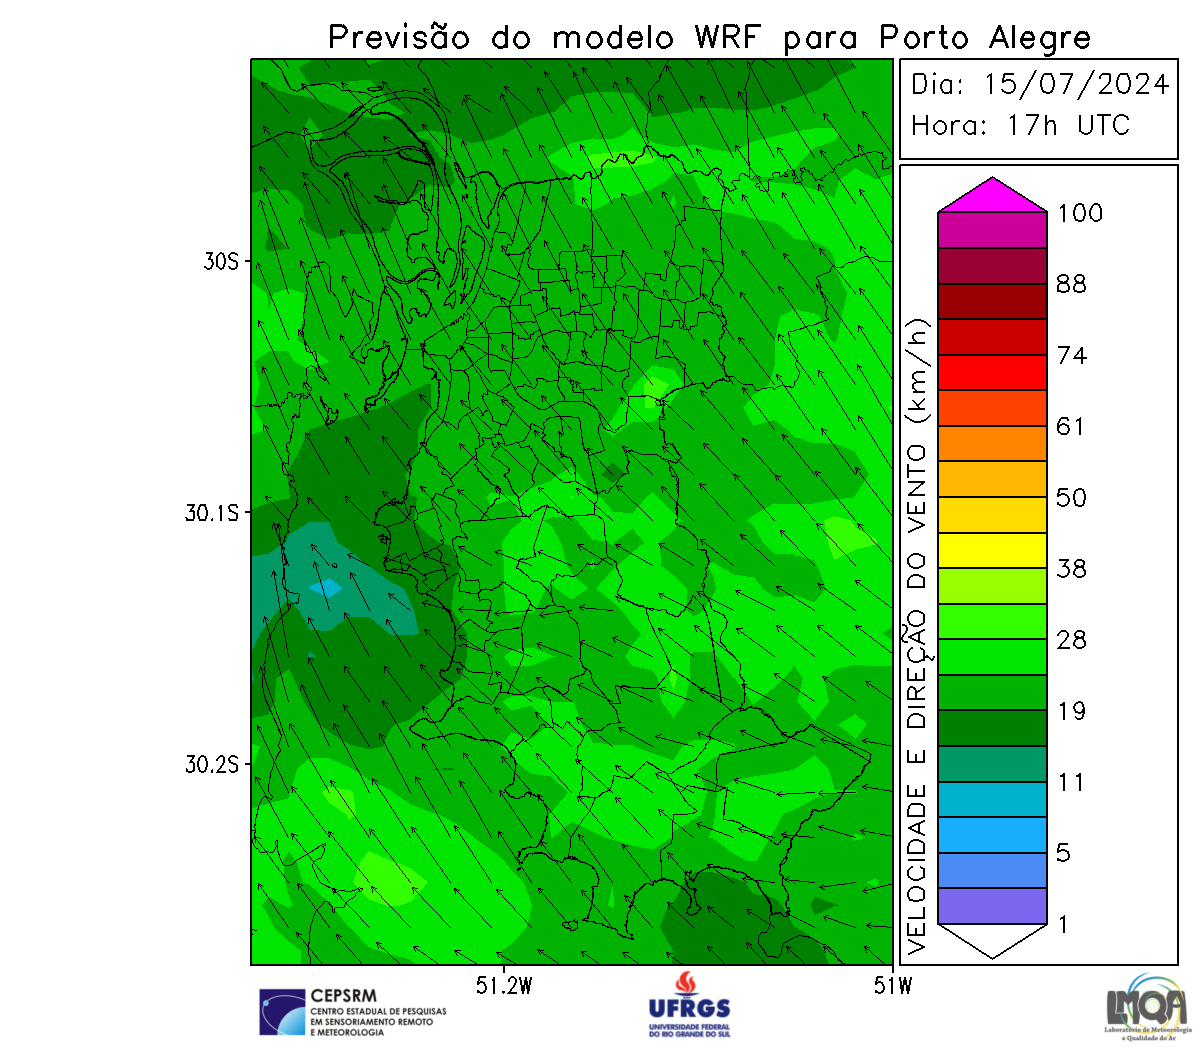 Previsão do modelo WRF para Porto Alegre
Dia: 15/07/2024
Hora: 17h UTC
30S
30.1S
30.2S
51.2W
51W
VELOCIDADE E DIREÇÃO DO VENTO (km/h)
100
88
74
61
50
38
28
19
11
5
1
CEPSRM
CENTRO ESTADUAL DE PESQUISAS
EM SENSORIAMENTO REMOTO
E METEOROLOGIA
UFRGS
UNIVERSIDADE FEDERAL
DO RIO GRANDE DO SUL
LMQA
Laboratório de Meteorologia
e Qualidade do Ar